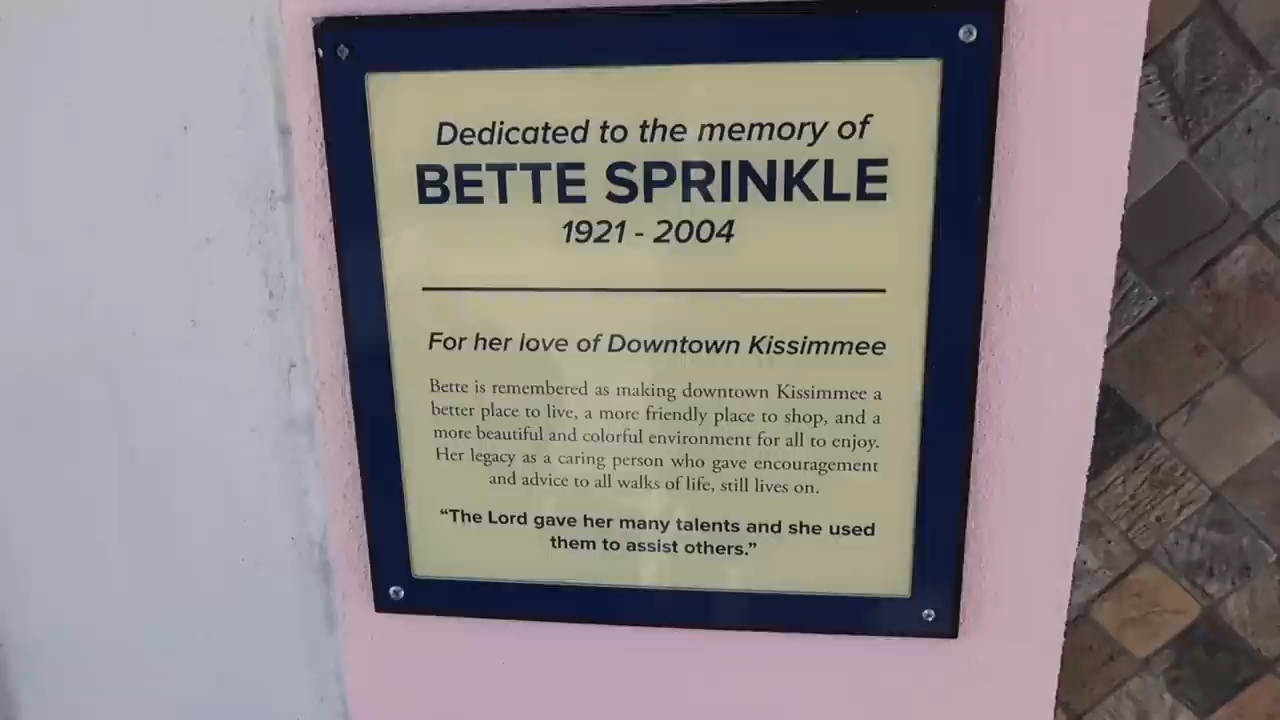 Dedicated to the memory of
BETTE SPRINKLE
1921 - 2004
For her love of Downtown Kissimmee
Bette is remembered as making downtown Kissimmee a
better place to live, a more friendly place to shop, and a
more beautiful and colorful environment for all to enjoy.
Her legacy as a caring person who gave encouragement
and advice to all walks of life, still lives on.
“The Lord gave her many talents and she used
them to assist others.”